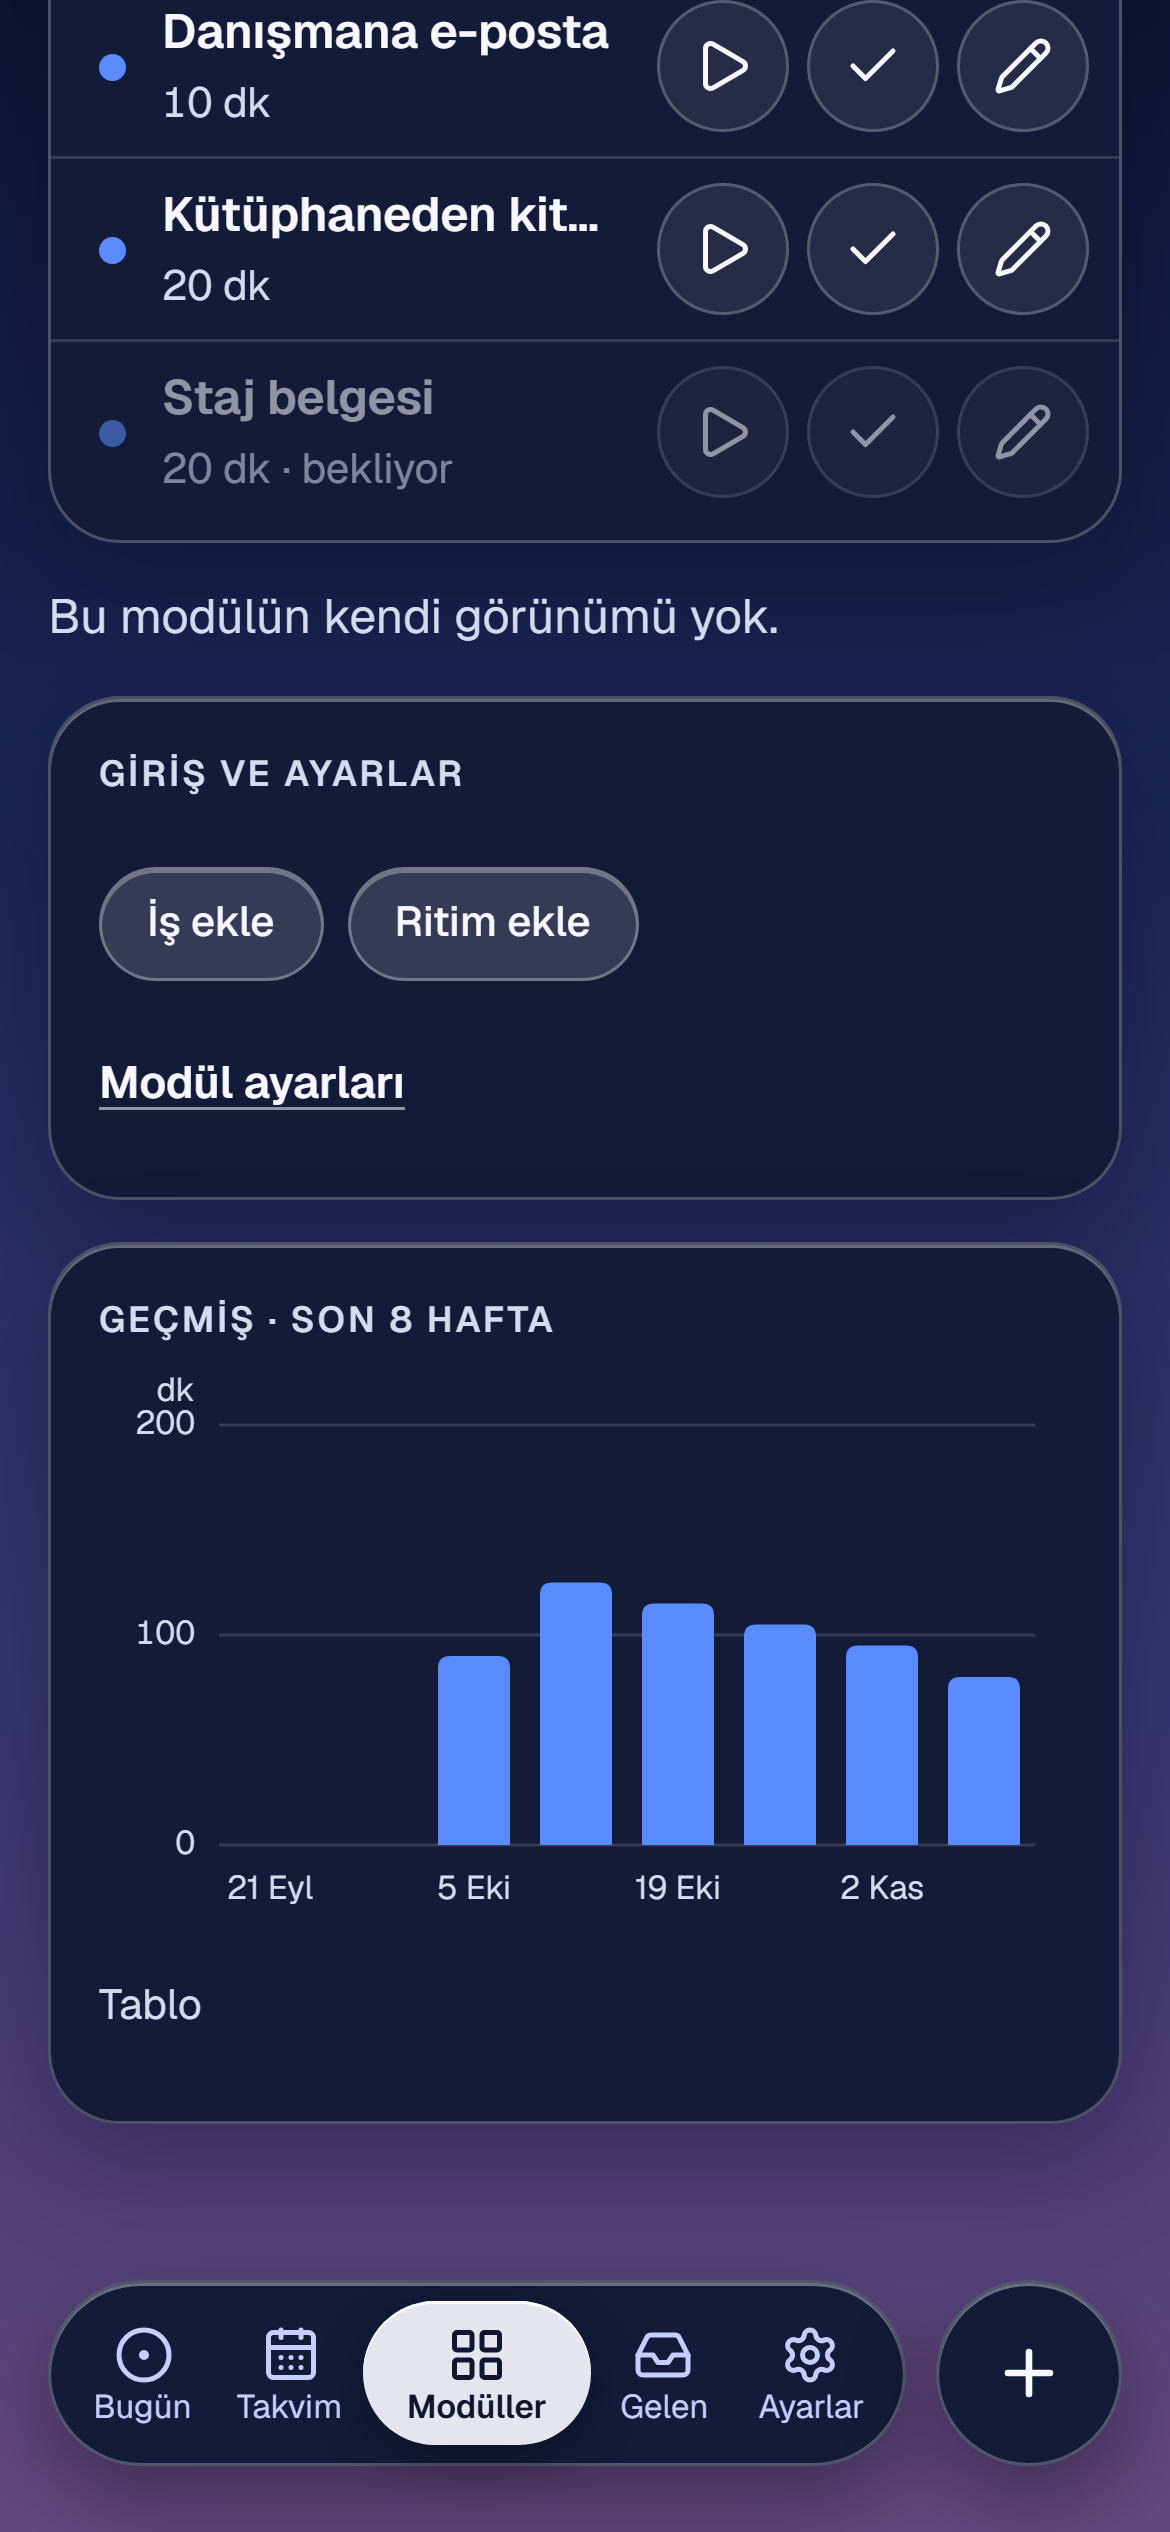 Danışmana e-posta
10 dk
Kütüphaneden kit...
20 dk
Staj belgesi
20 dk · bekliyor
Bu modülün kendi görünümü yok.
GİRİŞ VE AYARLAR
İş ekle
Ritim ekle
Modül ayarları
GEÇMİŞ · SON 8 HAFTA
dk
200
100
0
21 Eyl
5 Eki
19 Eki
2 Kas
Tablo
Bugün
Takvim
Modüller
Gelen
Ayarlar